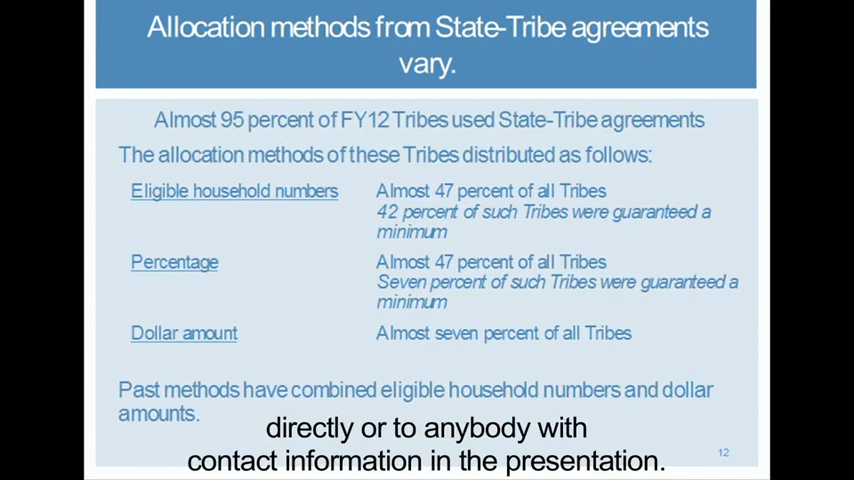 Allocation methods from State-Tribe agreements
vary.
Almost 95 percent of FY12 Tribes used State-Tribe agreements
The allocation methods of these Tribes distributed as follows:
Eligible household numbers Almost 47 percent of all Tribes
42 percent of such Tribes were guaranteed a
minimum
Percentage Almost 47 percent of all Tribes
Seven percent of such Tribes were guaranteed a
minimum
Dollar amount Almost seven percent of all Tribes
Past methods have combined eligible household numbers and dollar
amounts.
directly or to anybody with
contact information in the presentation.
12